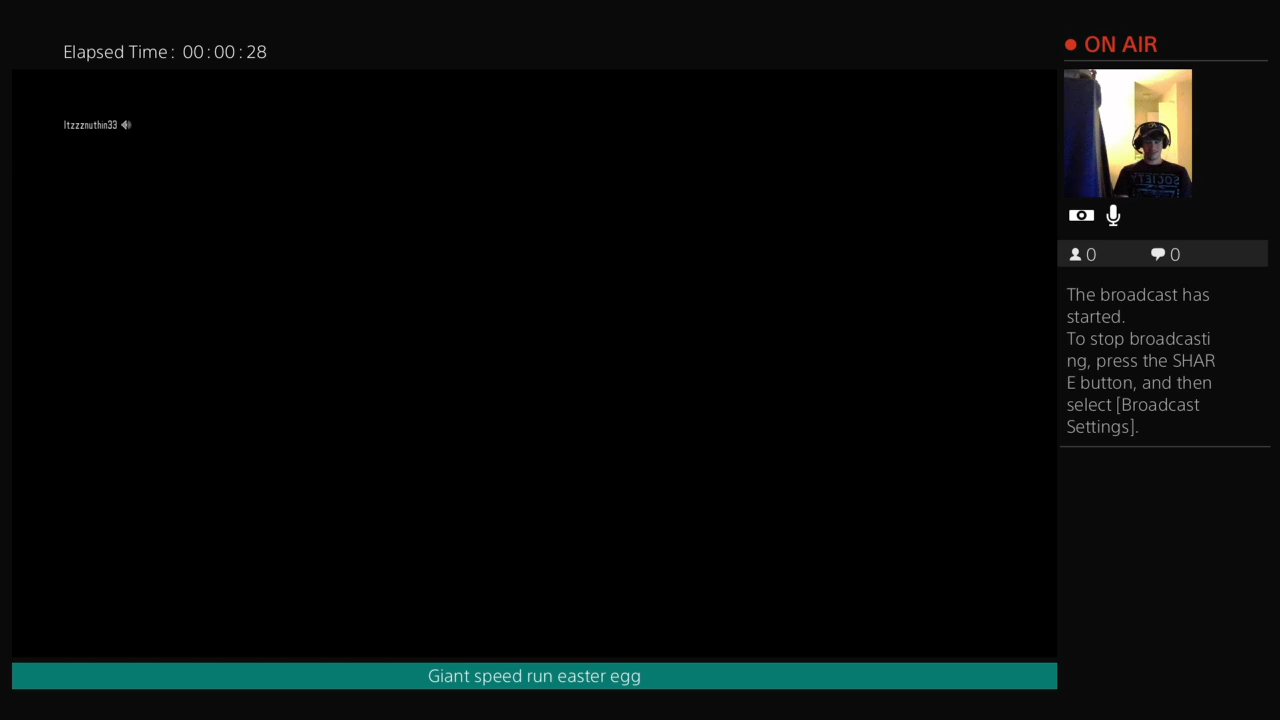 Elapsed Time: 00:00:28
ON AIR
Itzzznuthin33
SOCIETY
0 0
The broadcast has
started.
To stop broadcasti
ng, press the SHAR
E button, and then
select [Broadcast
Settings].
Giant speed run easter egg